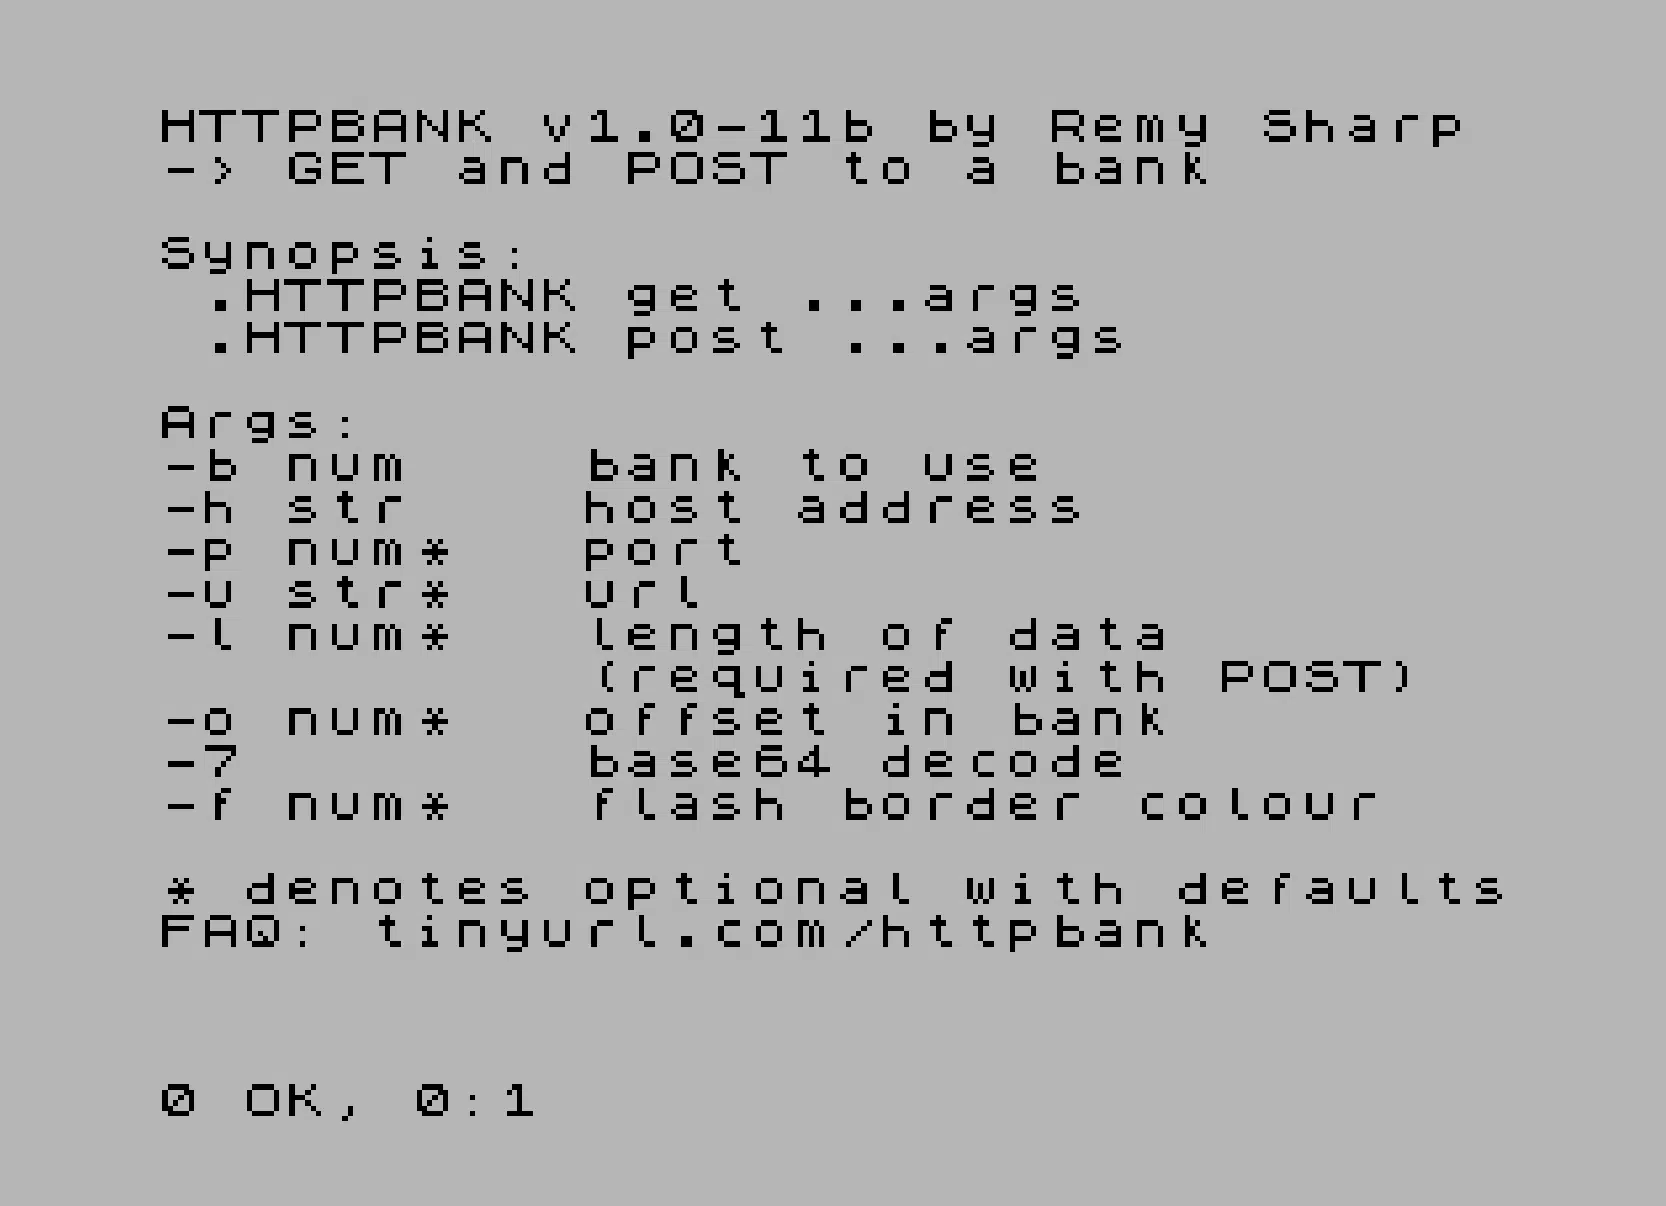 HTTPBANK v1.0-11b by Remy Sharp
-> GET and POST to a bank
Synopsis:
.HTTPBANK get ...args
.HTTPBANK post ...args
Args:
-b num bank to use
-h str host address
-p num* port
-u str* url
-l num* length of data
(required with POST)
-o num* offset in bank
-7 base64 decode
-f num* flash border colour
* denotes optional with defaults
FAQ: tinyurl.com/httpbank
0 OK, 0:1